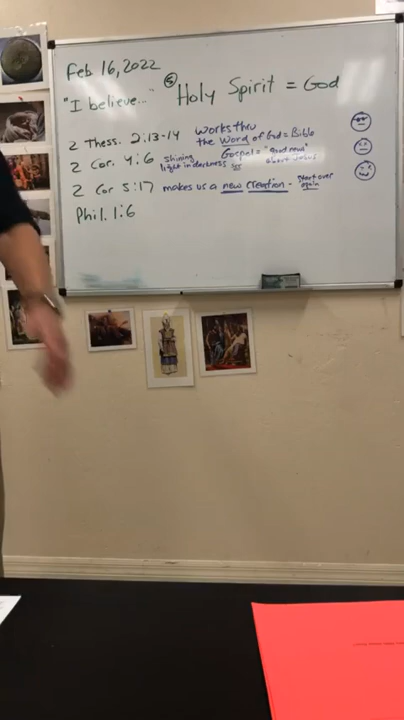 Feb 16, 2022
"I believe..." ⑤ Holy Spirit = God
2 Thess. 2:13-14 works thru the Word of God = Bible
Gospel = "good news" about Jesus
2 Cor. 4:6 shining light in darkness
2 Cor 5:17 makes us a new creation - start over again
Phil. 1:6